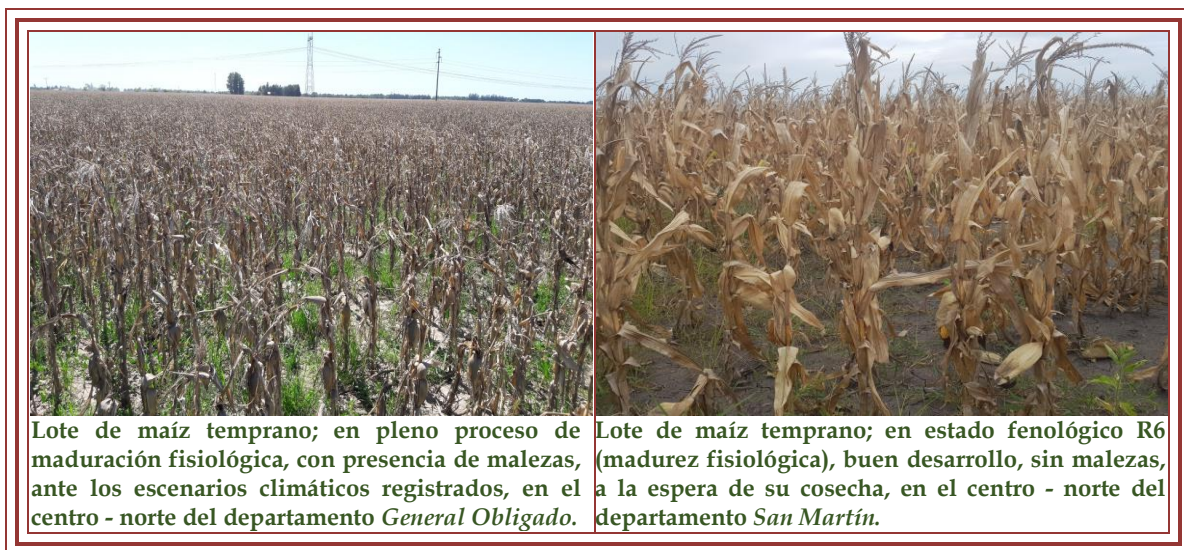 Lote de maíz temprano; en pleno proceso de
maduración fisiológica, con presencia de malezas,
ante los escenarios climáticos registrados, en el
centro - norte del departamento General Obligado.
Lote de maíz temprano; en estado fenológico R6
(madurez fisiológica), buen desarrollo, sin malezas,
a la espera de su cosecha, en el centro - norte del
departamento San Martín.